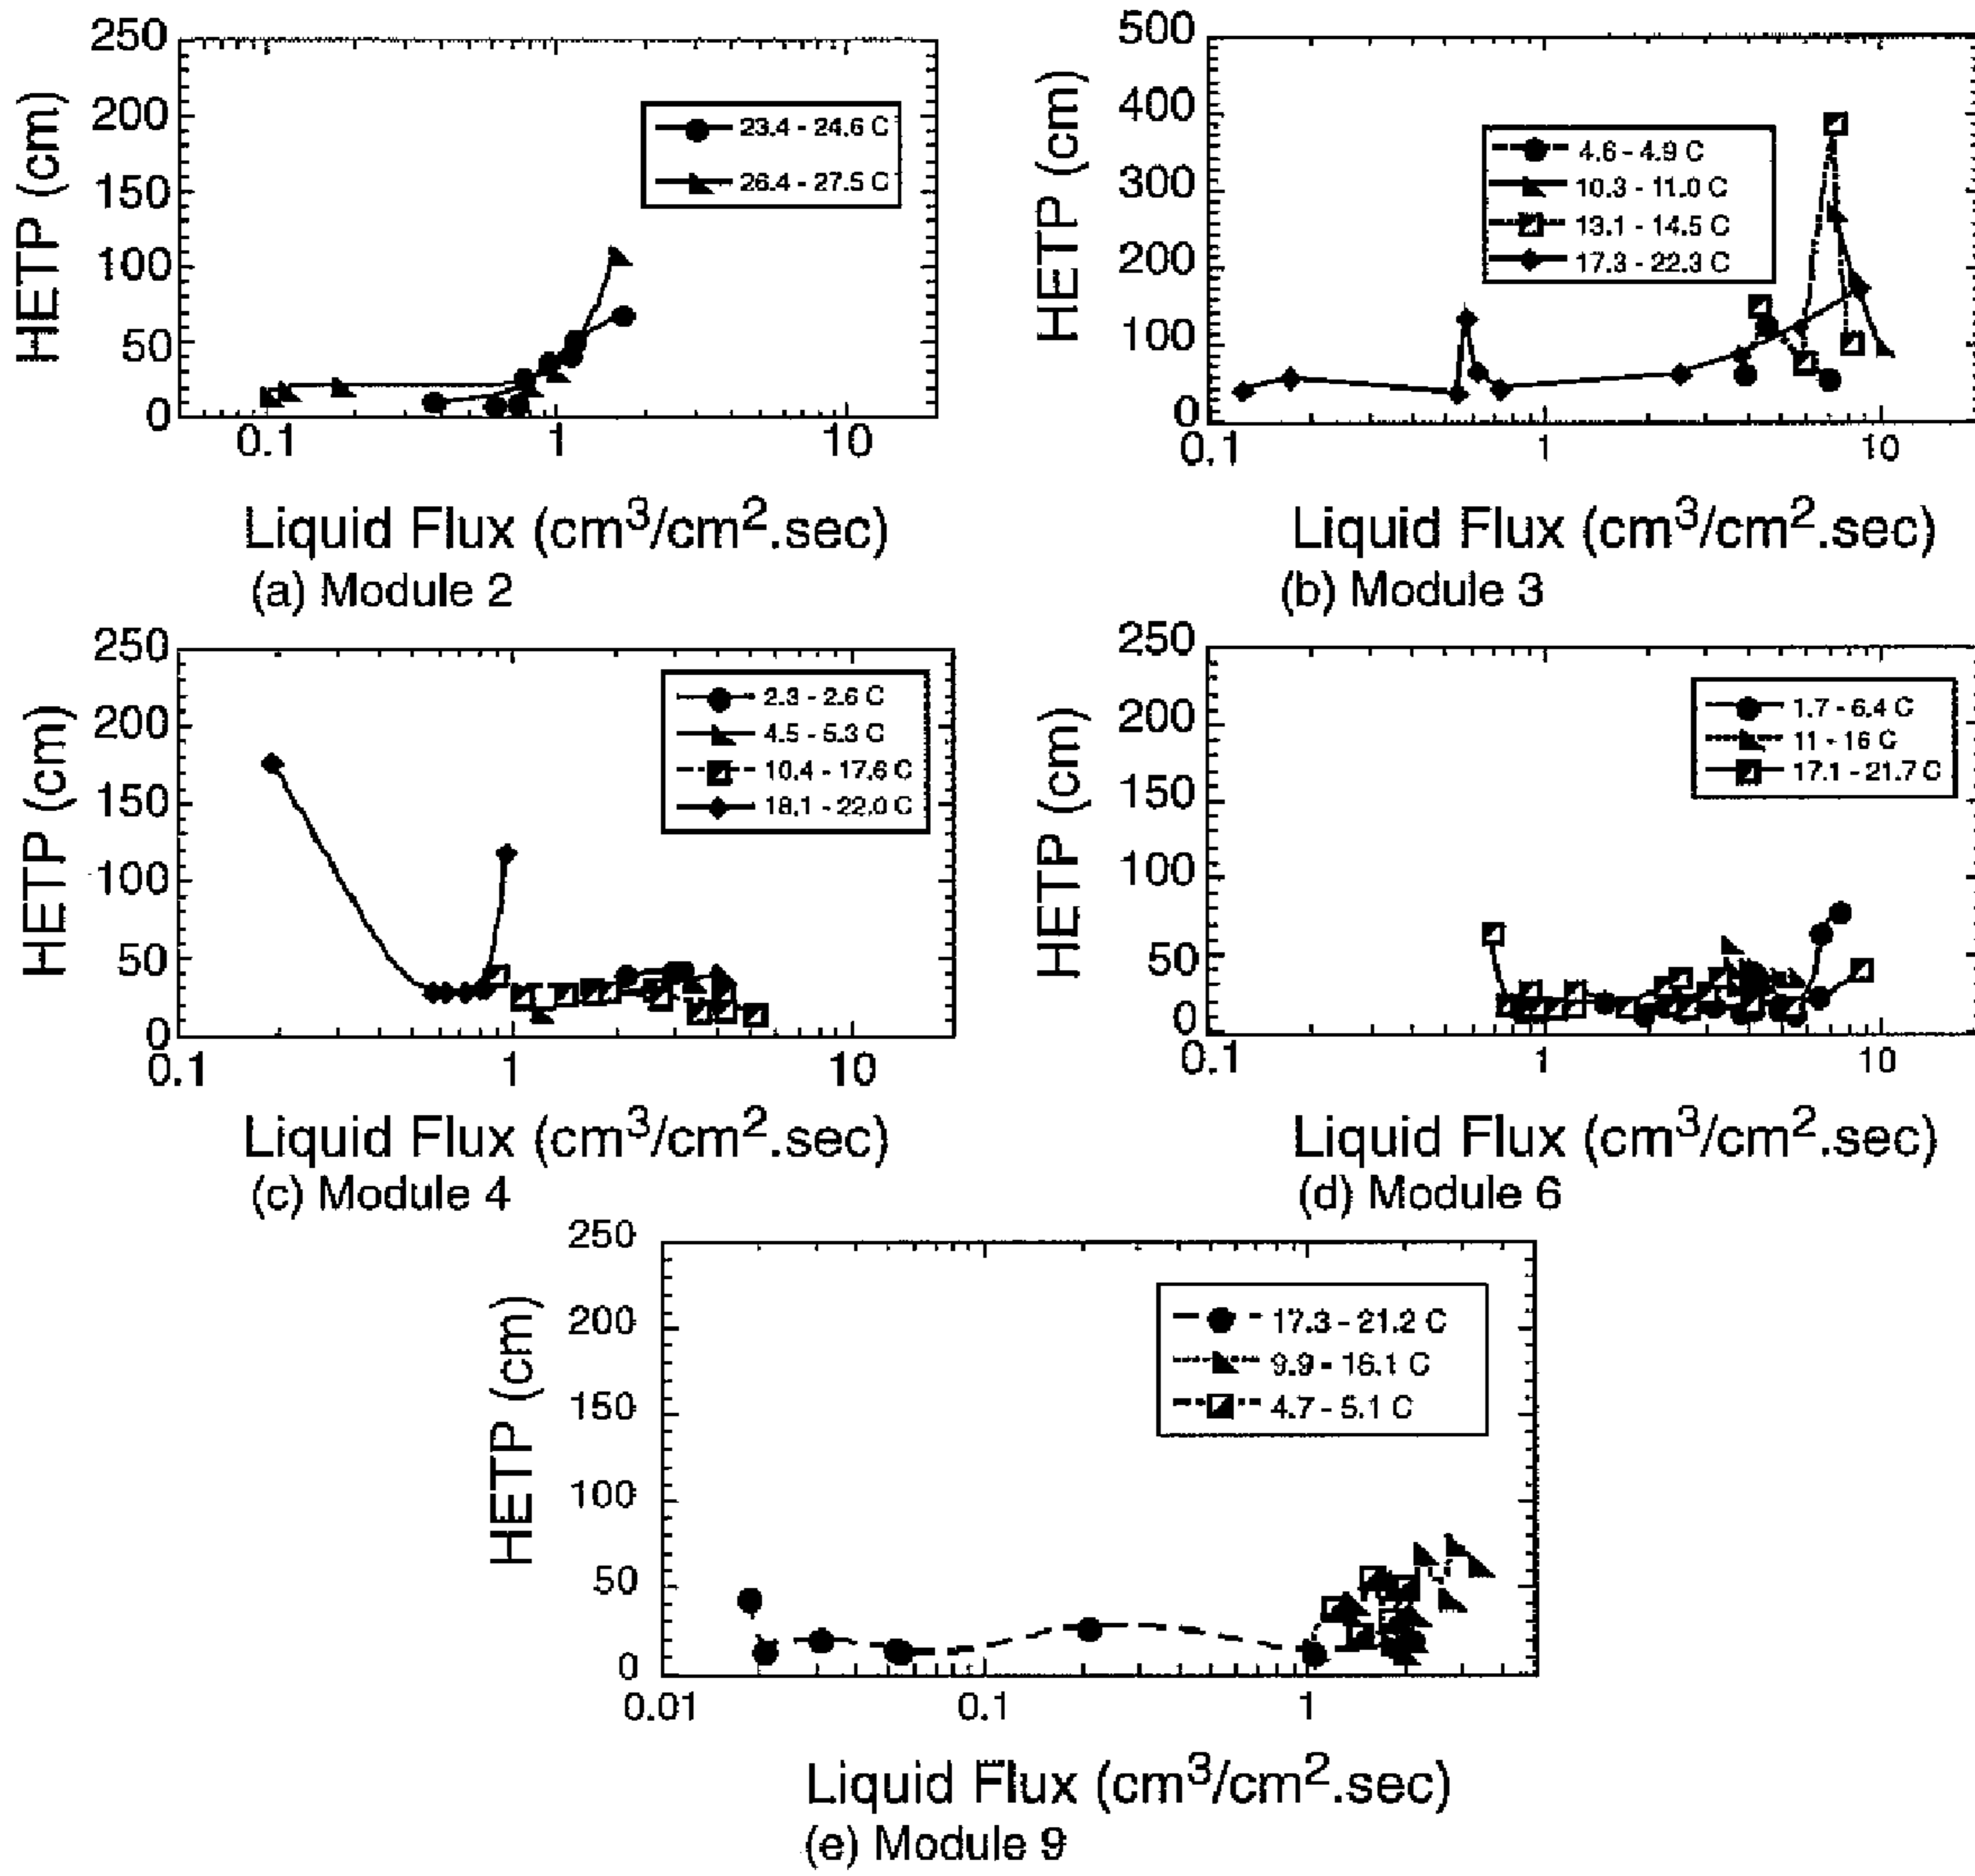 250
200
150
100
50
0
HETP (cm)
23.4 - 24.6 C
26.4 - 27.5 C
0.1
1
10
Liquid Flux (cm³/cm².sec)
(a) Module 2
500
400
300
200
100
0
HETP (cm)
4.6 - 4.9 C
10.3 - 11.0 C
13.1 - 14.5 C
17.3 - 22.3 C
0.1
1
10
Liquid Flux (cm³/cm².sec)
(b) Module 3
250
200
150
100
50
0
HETP (cm)
2.3 - 2.6 C
4.5 - 5.3 C
10.4 - 17.6 C
18.1 - 22.0 C
0.1
1
10
Liquid Flux (cm³/cm².sec)
(c) Module 4
250
200
150
100
50
0
HETP (cm)
1.7 - 6.4 C
11 - 16 C
17.1 - 21.7 C
0.1
1
10
Liquid Flux (cm³/cm².sec)
(d) Module 6
250
200
150
100
50
0
HETP (cm)
17.3 - 21.2 C
9.9 - 16.1 C
4.7 - 5.1 C
0.01
0.1
1
Liquid Flux (cm³/cm².sec)
(e) Module 9